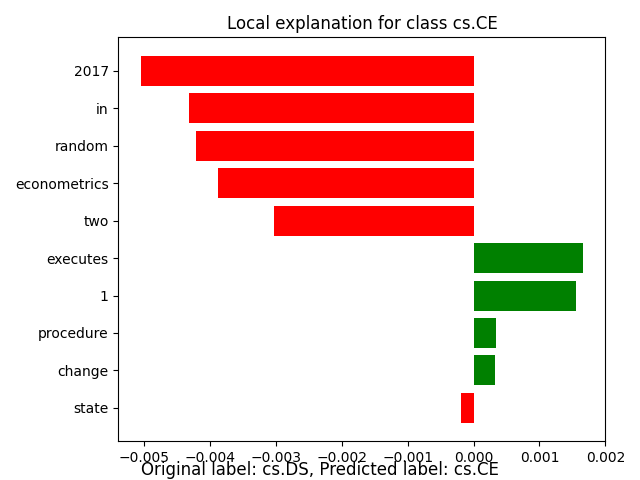 Local explanation for class cs.CE
2017
in
random
econometrics
two
executes
1
procedure
change
state
−0.005 −0.004 −0.003 −0.002 −0.001 0.000 0.001 0.002
Original label: cs.DS, Predicted label: cs.CE